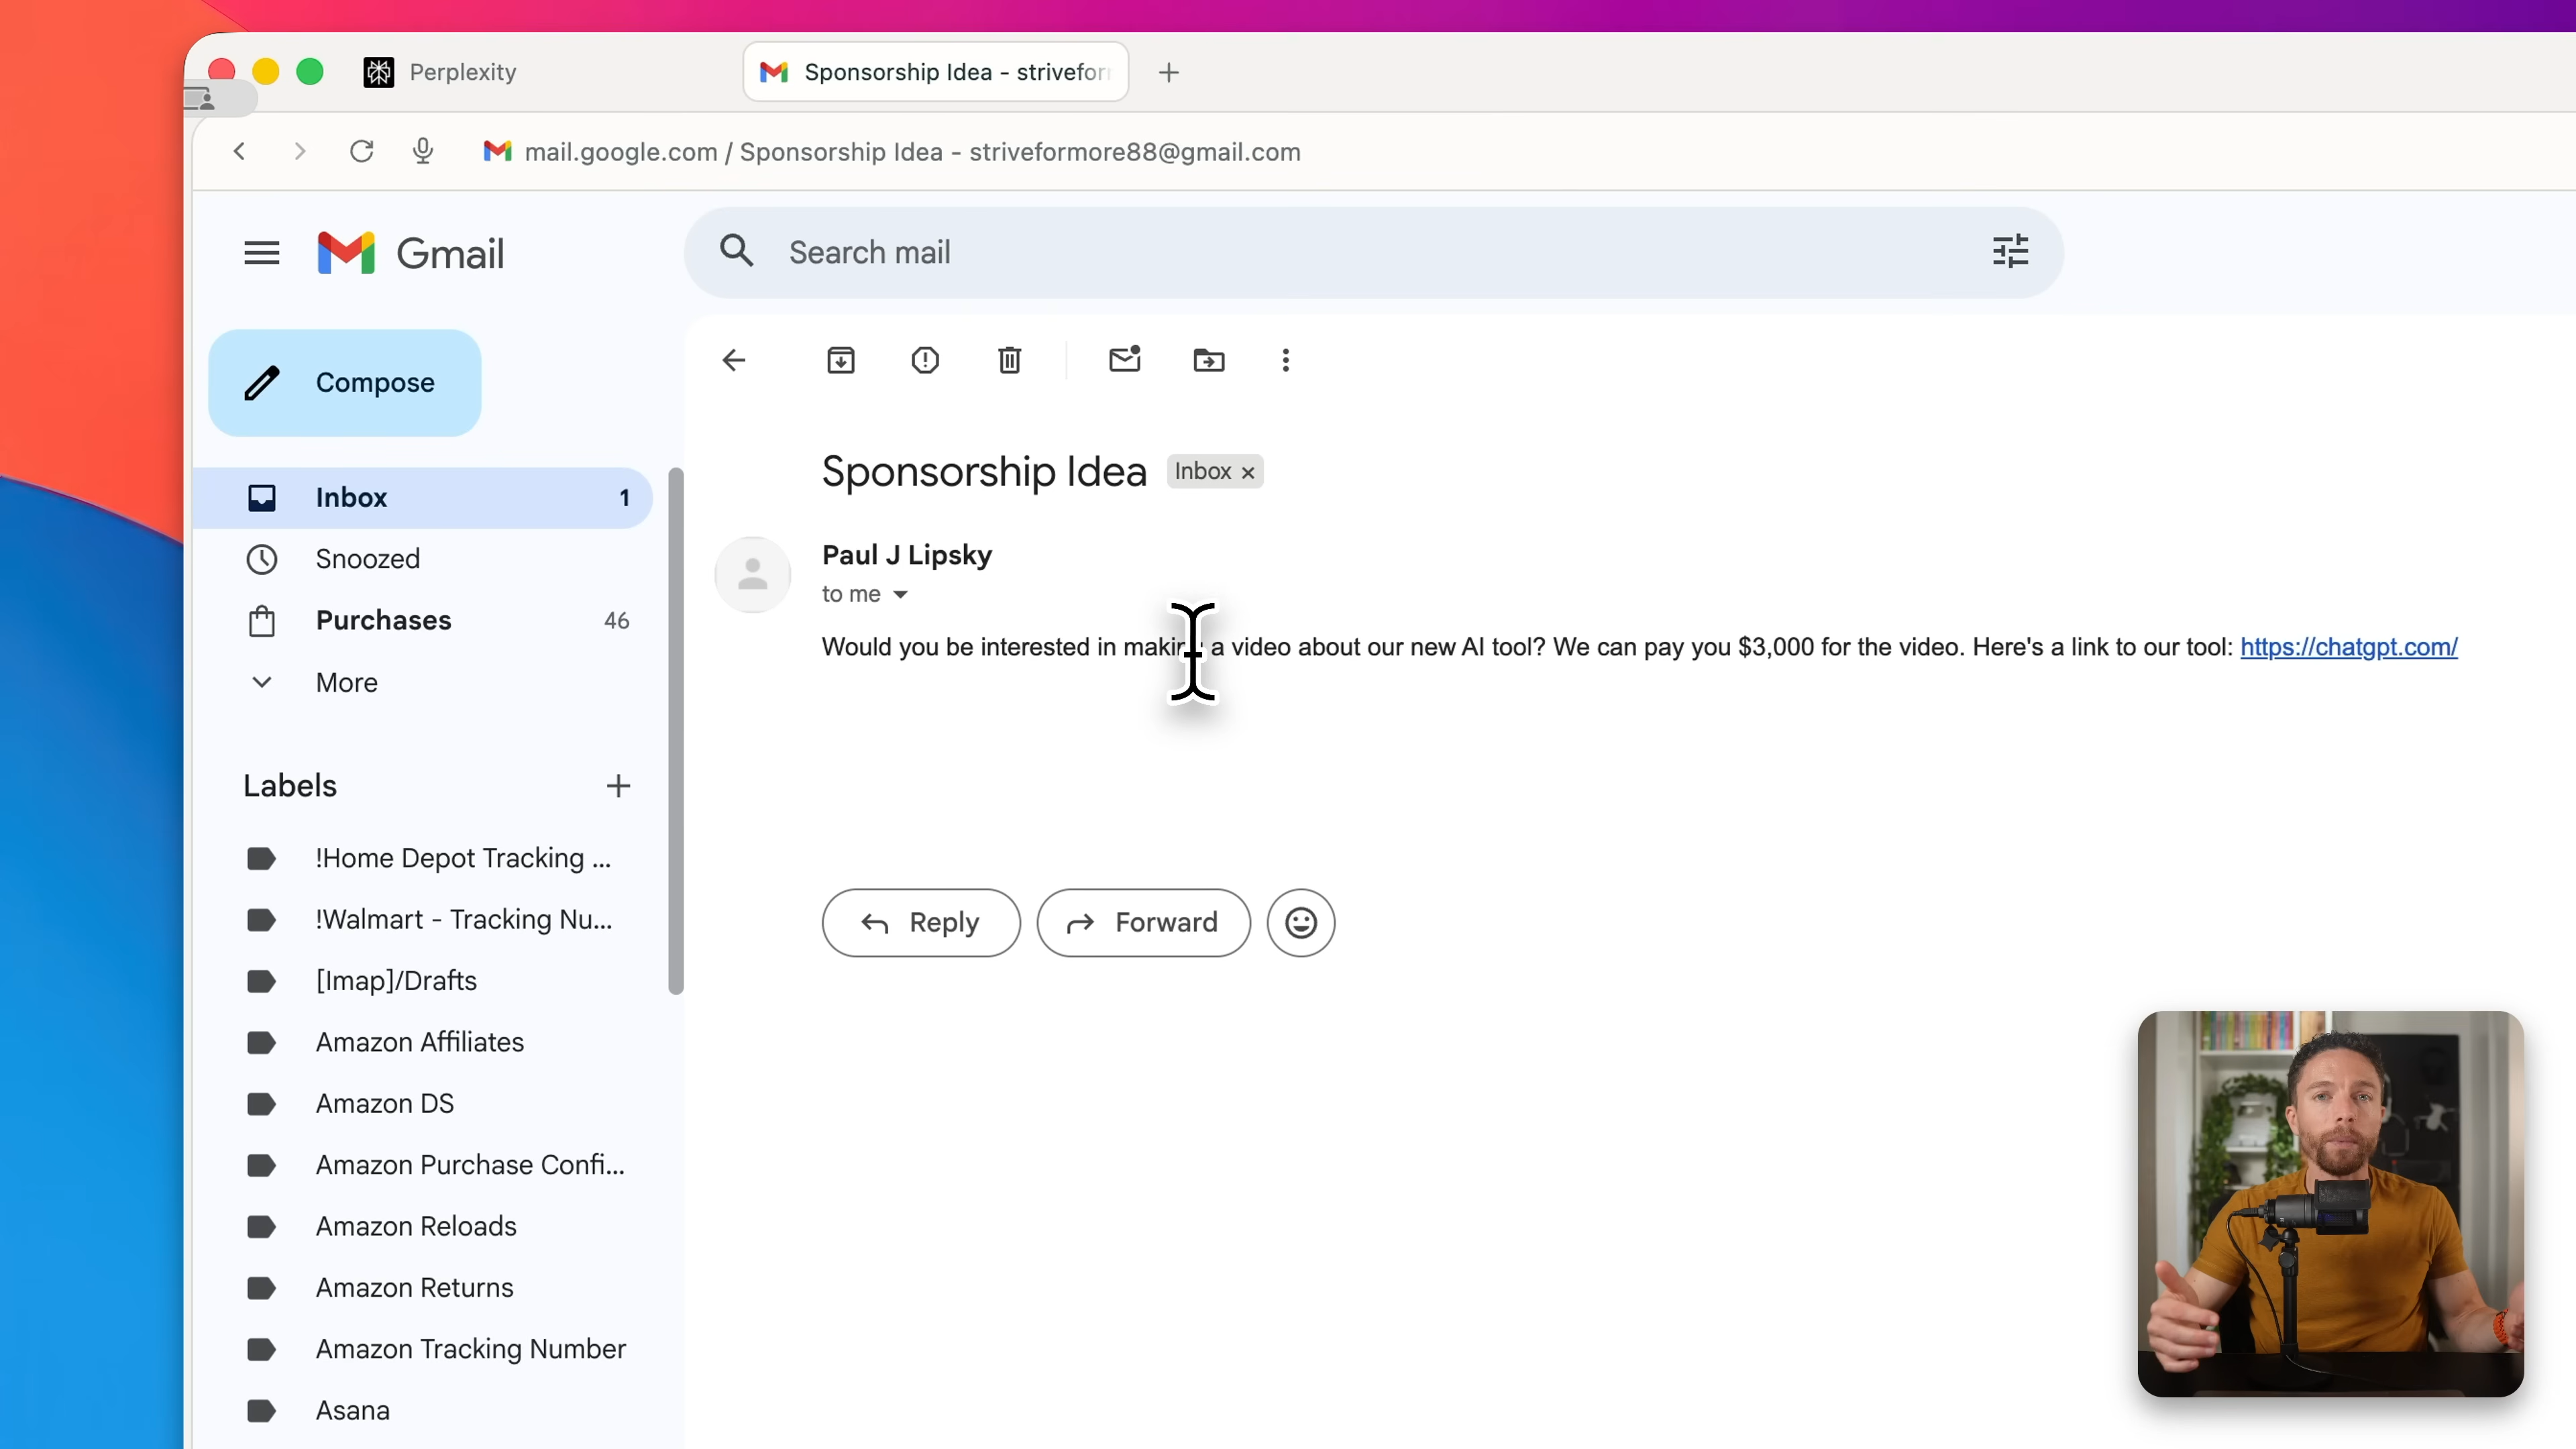 Perplexity
Sponsorship Idea - strivefor
mail.google.com / Sponsorship Idea - striveformore88@gmail.com
Gmail
Search mail
Compose
Sponsorship Idea Inbox ×
Inbox 1
Paul J Lipsky
Snoozed
to me
Purchases 46
Would you be interested in making a video about our new AI tool? We can pay you $3,000 for the video. Here's a link to our tool: https://chatgpt.com/
More
Labels
!Home Depot Tracking ...
!Walmart - Tracking Nu...
Reply Forward
[Imap]/Drafts
Amazon Affiliates
Amazon DS
Amazon Purchase Confi...
Amazon Reloads
Amazon Returns
Amazon Tracking Number
Asana